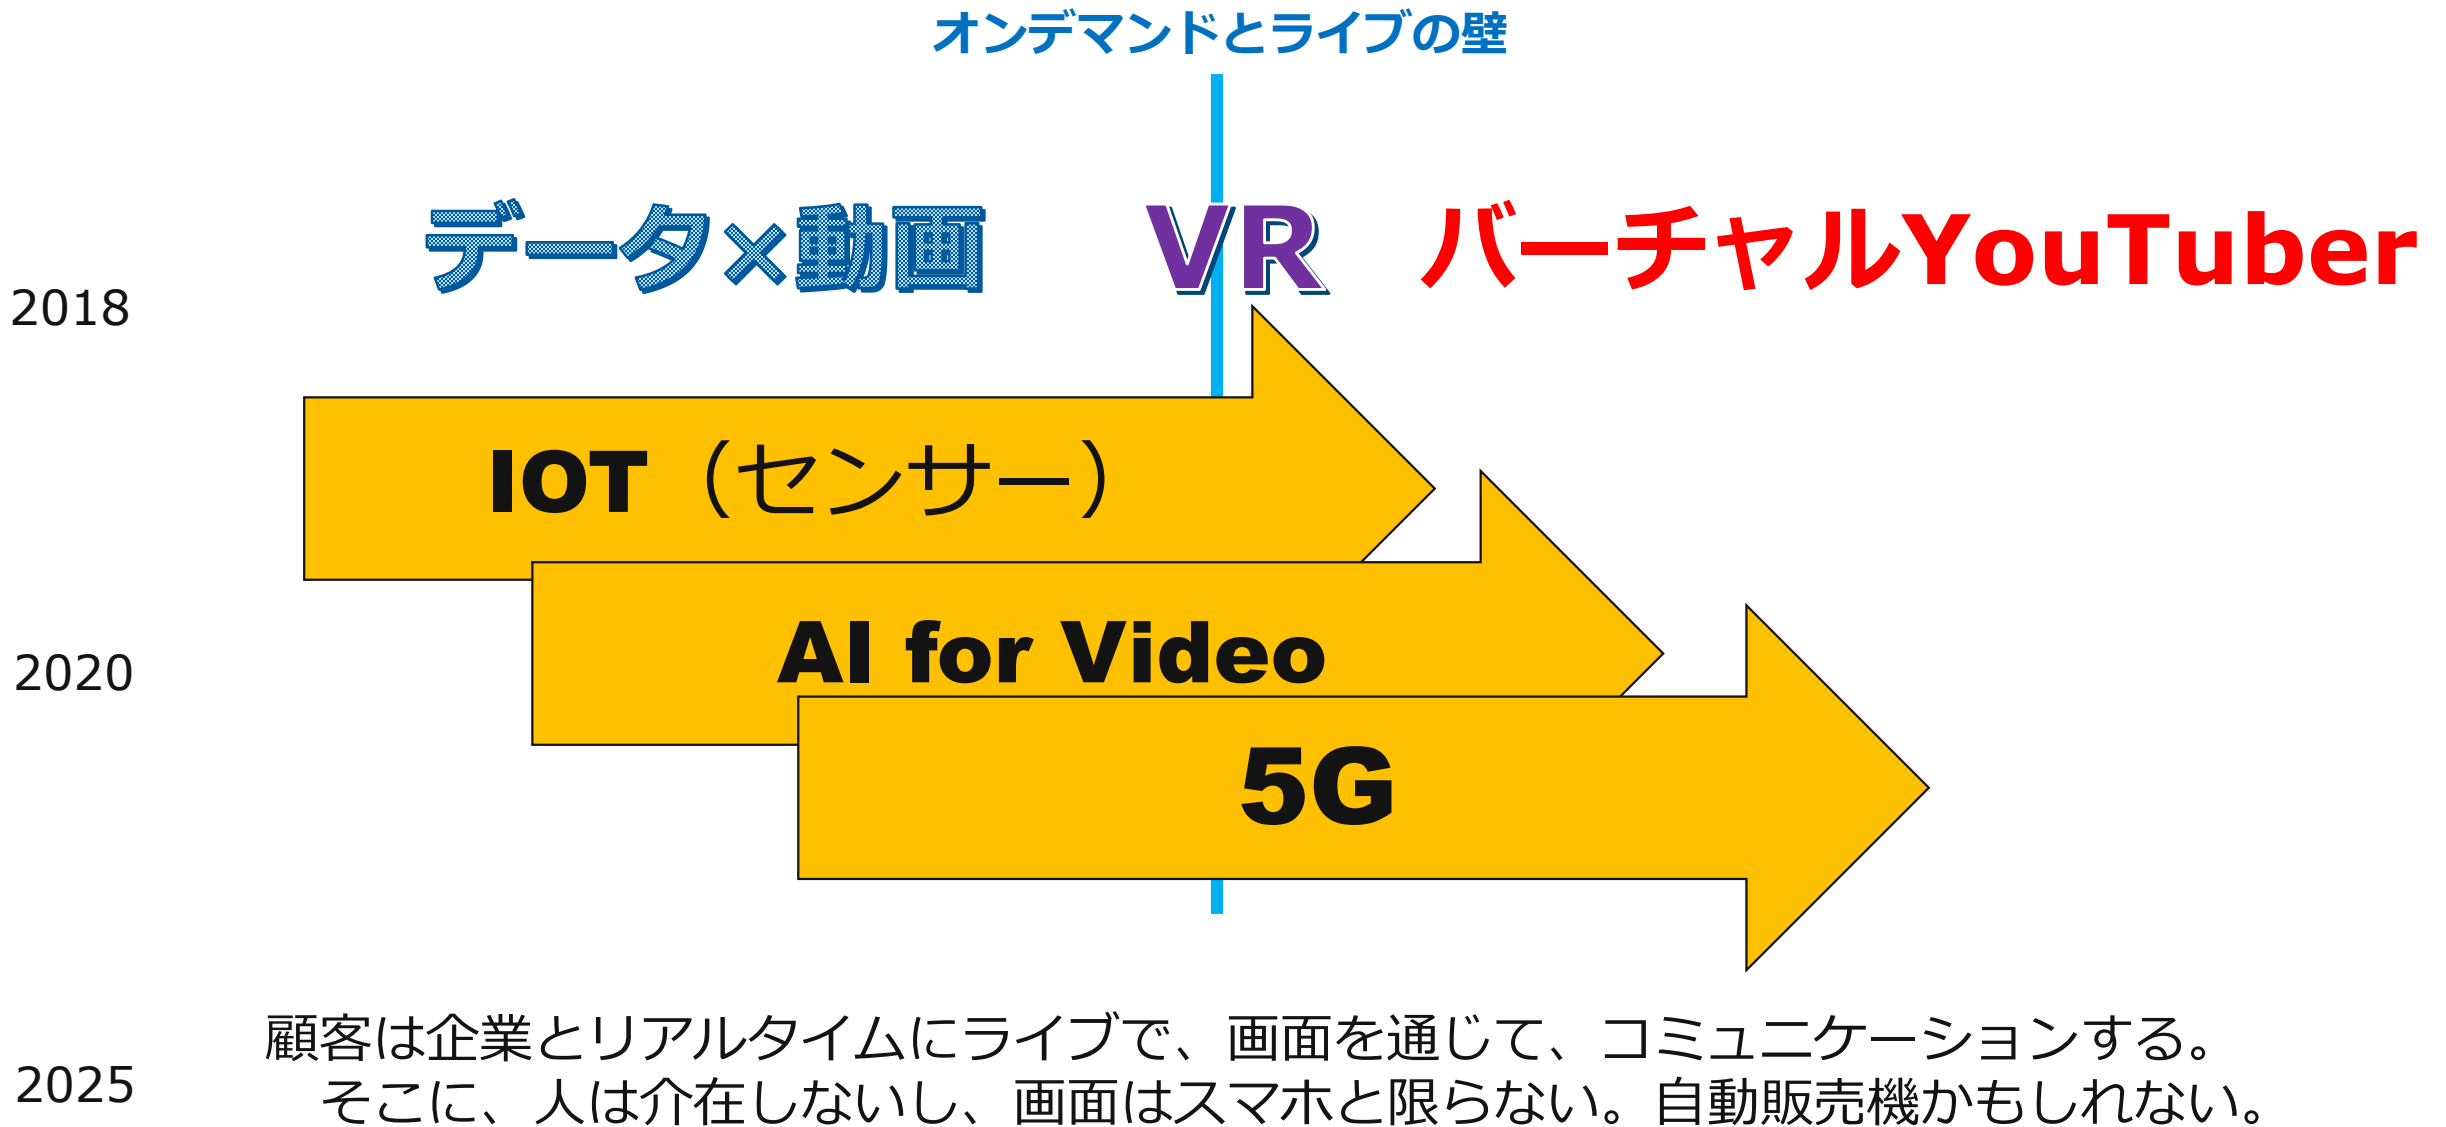 オンデマンドとライブの壁
データ×動画 VR バーチャルYouTuber
2018
IOT（センサー）
AI for Video
2020
5G
顧客は企業とリアルタイムにライブで、画面を通じて、コミュニケーションする。
2025
そこに、人は介在しないし、画面はスマホと限らない。自動販売機かもしれない。